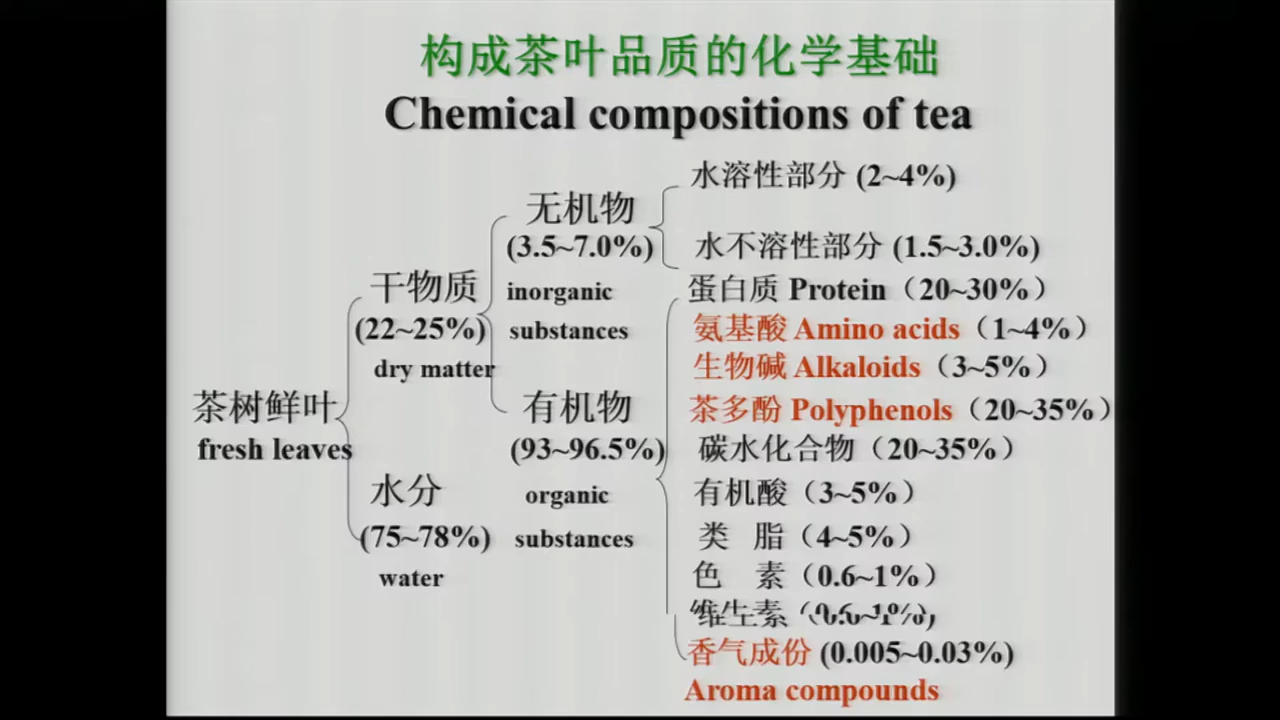 构成茶叶品质的化学基础
Chemical compositions of tea
茶树鲜叶
fresh leaves
干物质
(22~25%)
dry matter
水分
(75~78%)
water
无机物
(3.5~7.0%)
inorganic
substances
有机物
(93~96.5%)
organic
substances
水溶性部分 (2~4%)
水不溶性部分 (1.5~3.0%)
蛋白质 Protein（20~30%）
氨基酸 Amino acids（1~4%）
生物碱 Alkaloids（3~5%）
茶多酚 Polyphenols（20~35%）
碳水化合物（20~35%）
有机酸（3~5%）
类 脂（4~5%）
色 素（0.6~1%）
维生素（0.6~1%）
香气成份 (0.005~0.03%)
Aroma compounds